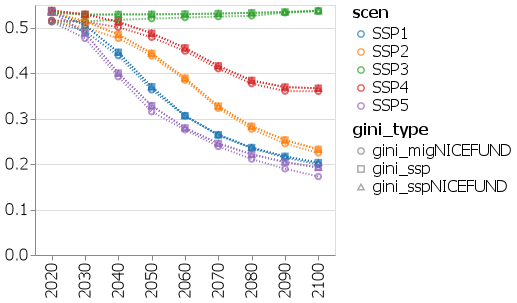 0.5
0.4
0.3
0.2
0.1
0.0
2020
2030
2040
2050
2060
2070
2080
2090
2100
scen
SSP1
SSP2
SSP3
SSP4
SSP5
gini_type
gini_migNICEFUND
gini_ssp
gini_sspNICEFUND